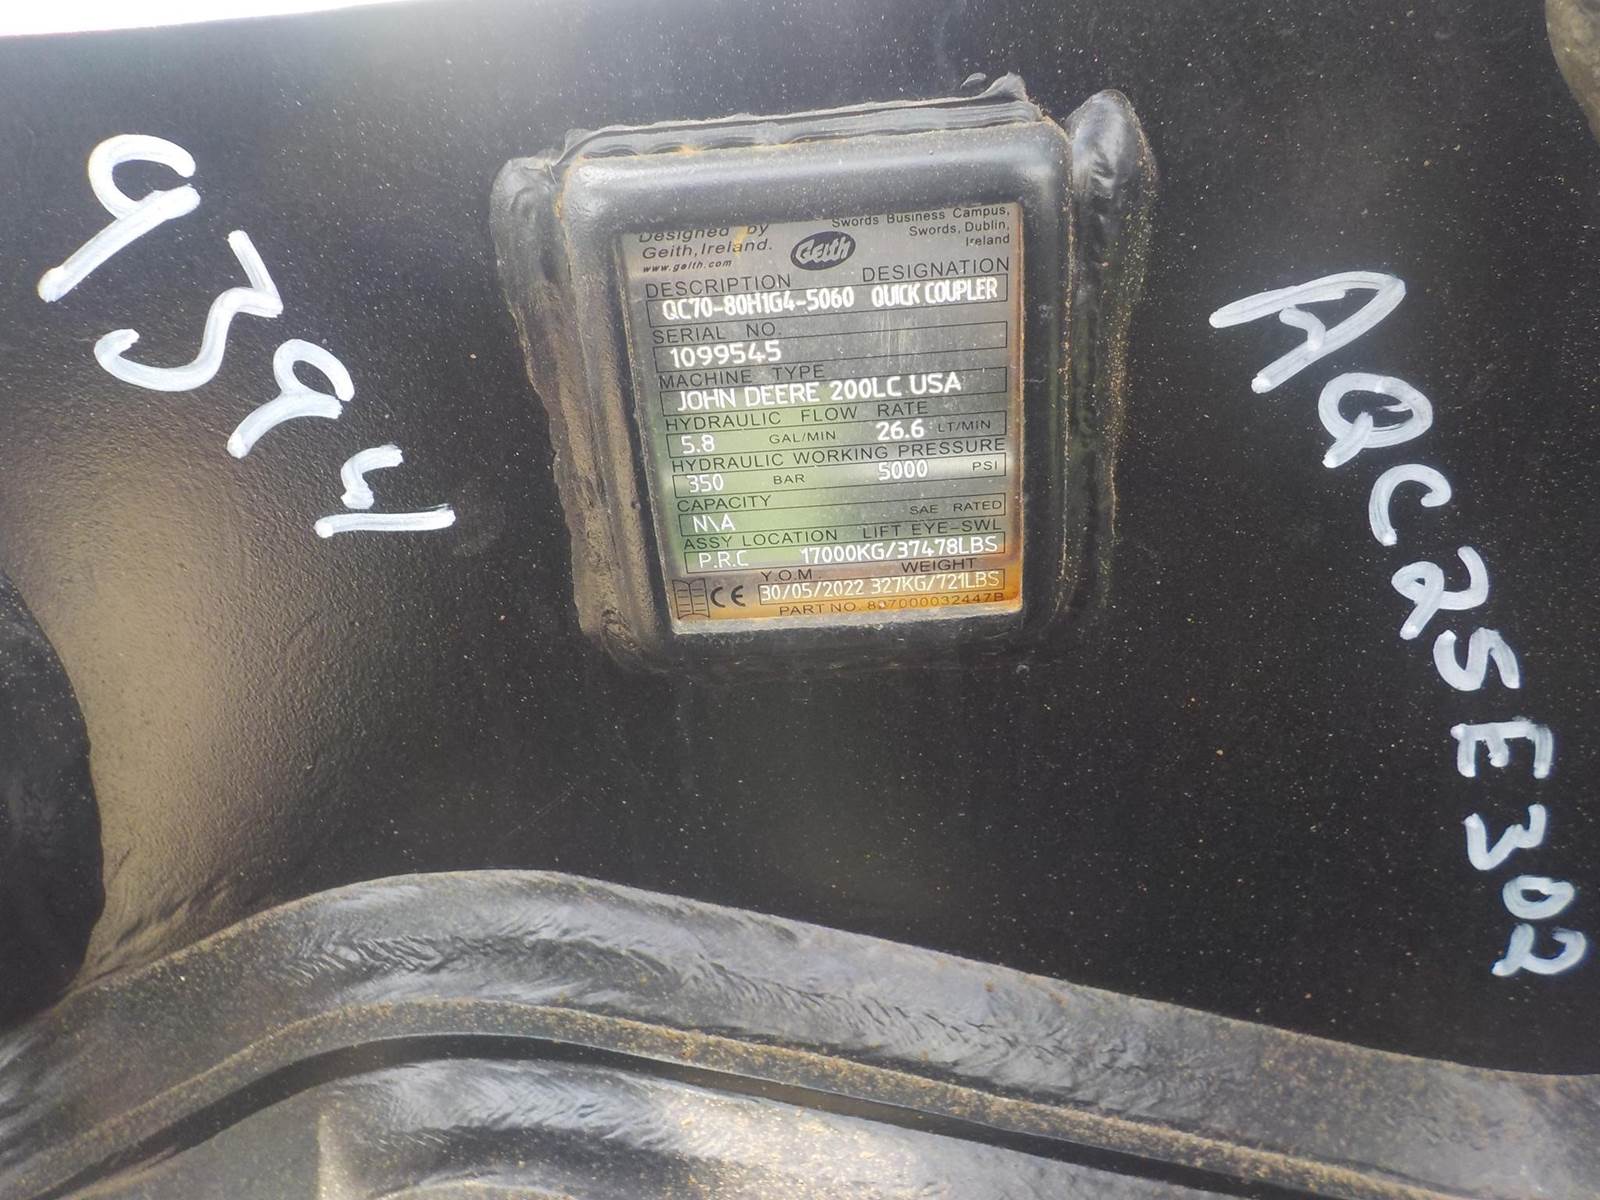 9394
Designed by
Geith, Ireland.
www.geith.com
Geith
Swords Business Campus,
Swords, Dublin,
Ireland
DESCRIPTION DESIGNATION
QC70-80H1G4-5060 QUICK COUPLER
SERIAL NO.
1099545
MACHINE TYPE
JOHN DEERE 200LC USA
HYDRAULIC FLOW RATE
5.8 GAL/MIN 26.6 LT/MIN
HYDRAULIC WORKING PRESSURE
350 BAR 5000 PSI
CAPACITY
N\A SAE RATED
ASSY LOCATION LIFT EYE-SWL
P.R.C 17000KG/37478LBS
Y.O.M. WEIGHT
CE 30/05/2022 327KG/721LBS
PART NO.
AQC25E302